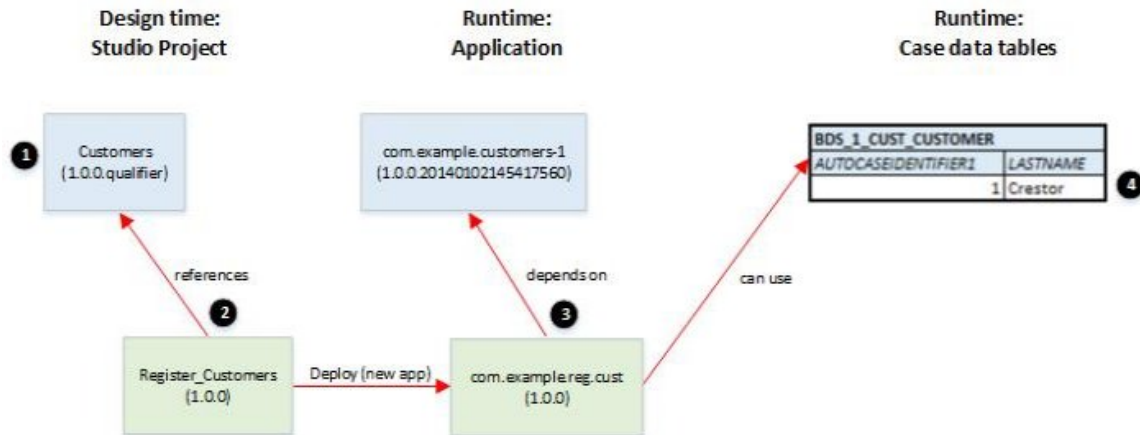 Design time:
Studio Project
Runtime:
Application
Runtime:
Case data tables
1
Customers
(1.0.0.qualifier)
com.example.customers-1
(1.0.0.20140102145417560)
BDS_1_CUST_CUSTOMER
AUTOCASEIDENTIFIER1 LASTNAME
1 Crestor
4
references
depends on
can use
2
3
Register_Customers
(1.0.0)
Deploy (new app)
com.example.reg.cust
(1.0.0)